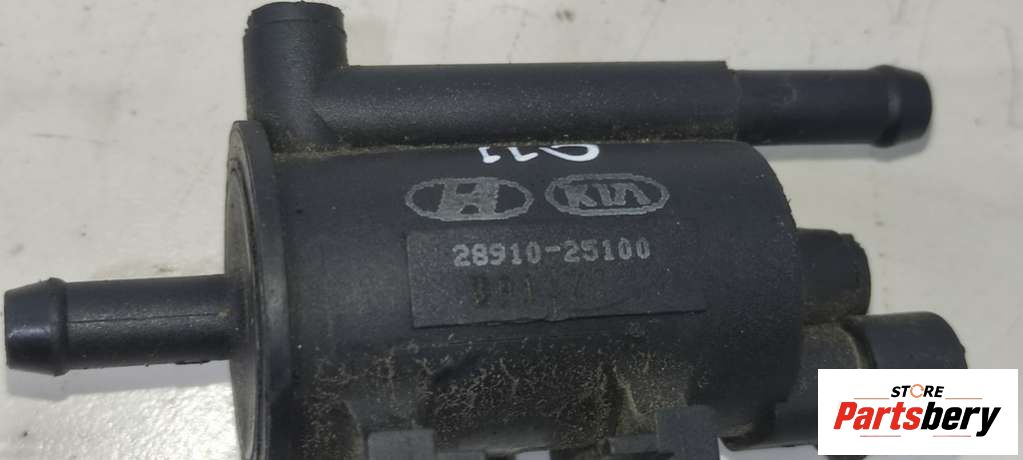 H KIA
28910-25100
STORE
Partsbery